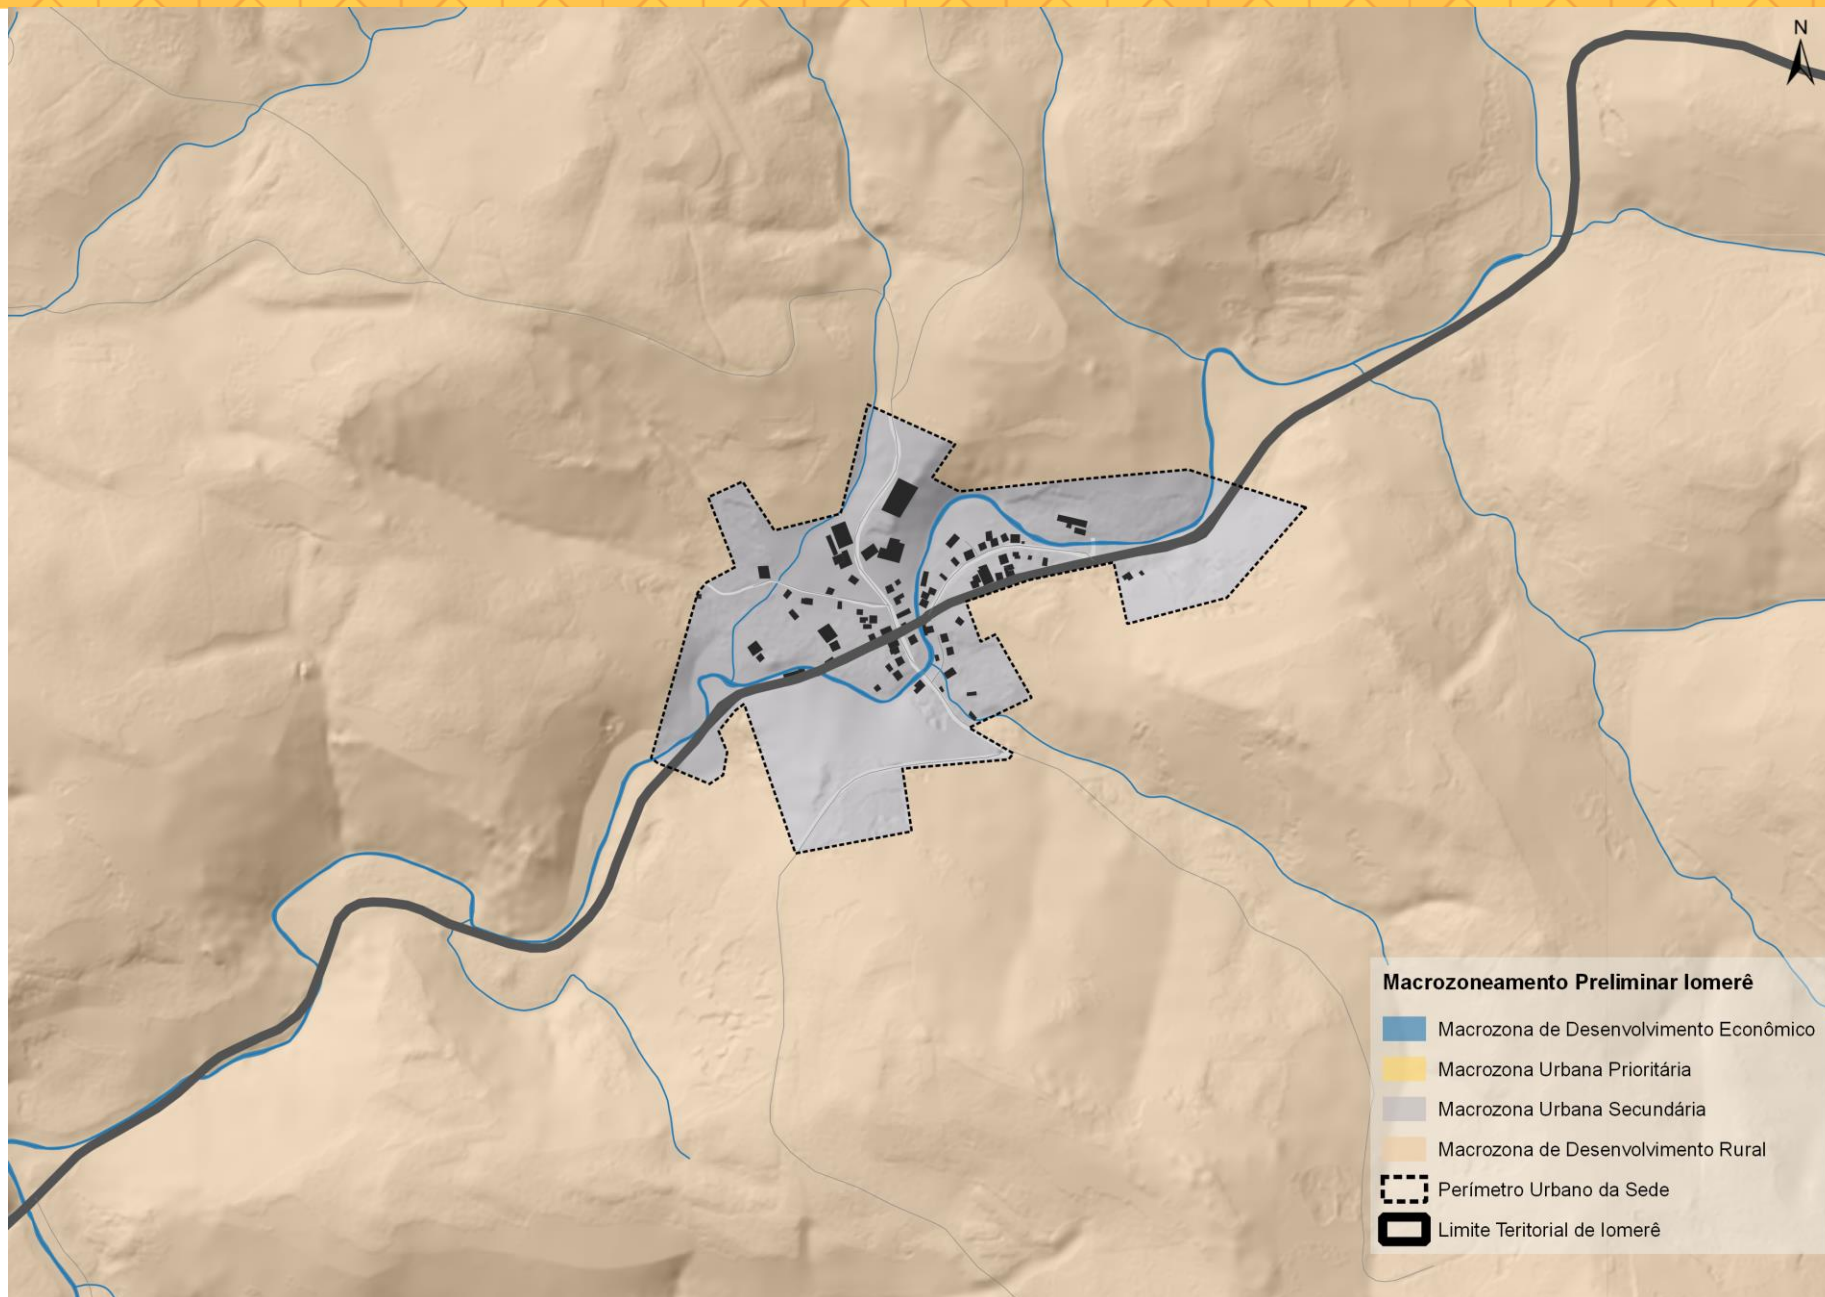 N
Macrozoneamento Preliminar Iomerê
Macrozona de Desenvolvimento Econômico
Macrozona Urbana Prioritária
Macrozona Urbana Secundária
Macrozona de Desenvolvimento Rural
Perímetro Urbano da Sede
Limite Teritorial de Iomerê